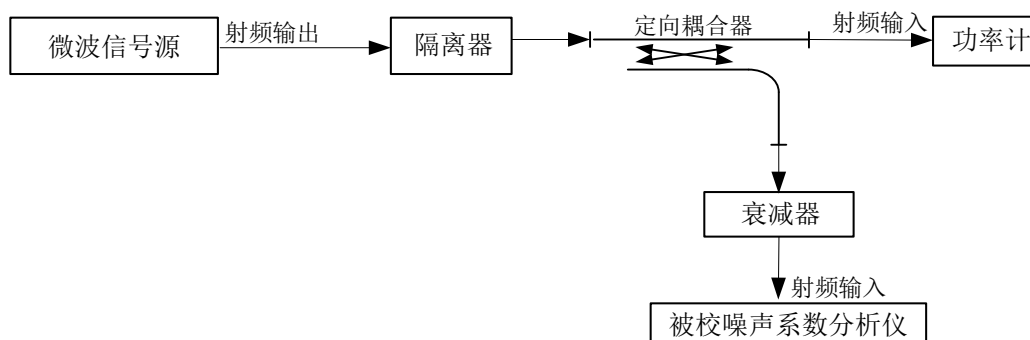 微波信号源
射频输出
隔离器
定向耦合器
射频输入
功率计
衰减器
射频输入
被校噪声系数分析仪